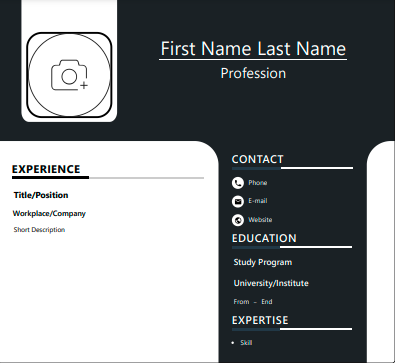 First Name Last Name
Profession
EXPERIENCE
Title/Position
Workplace/Company
Short Description
CONTACT
Phone
E-mail
Website
EDUCATION
Study Program
University/Institute
From - End
EXPERTISE
• Skill